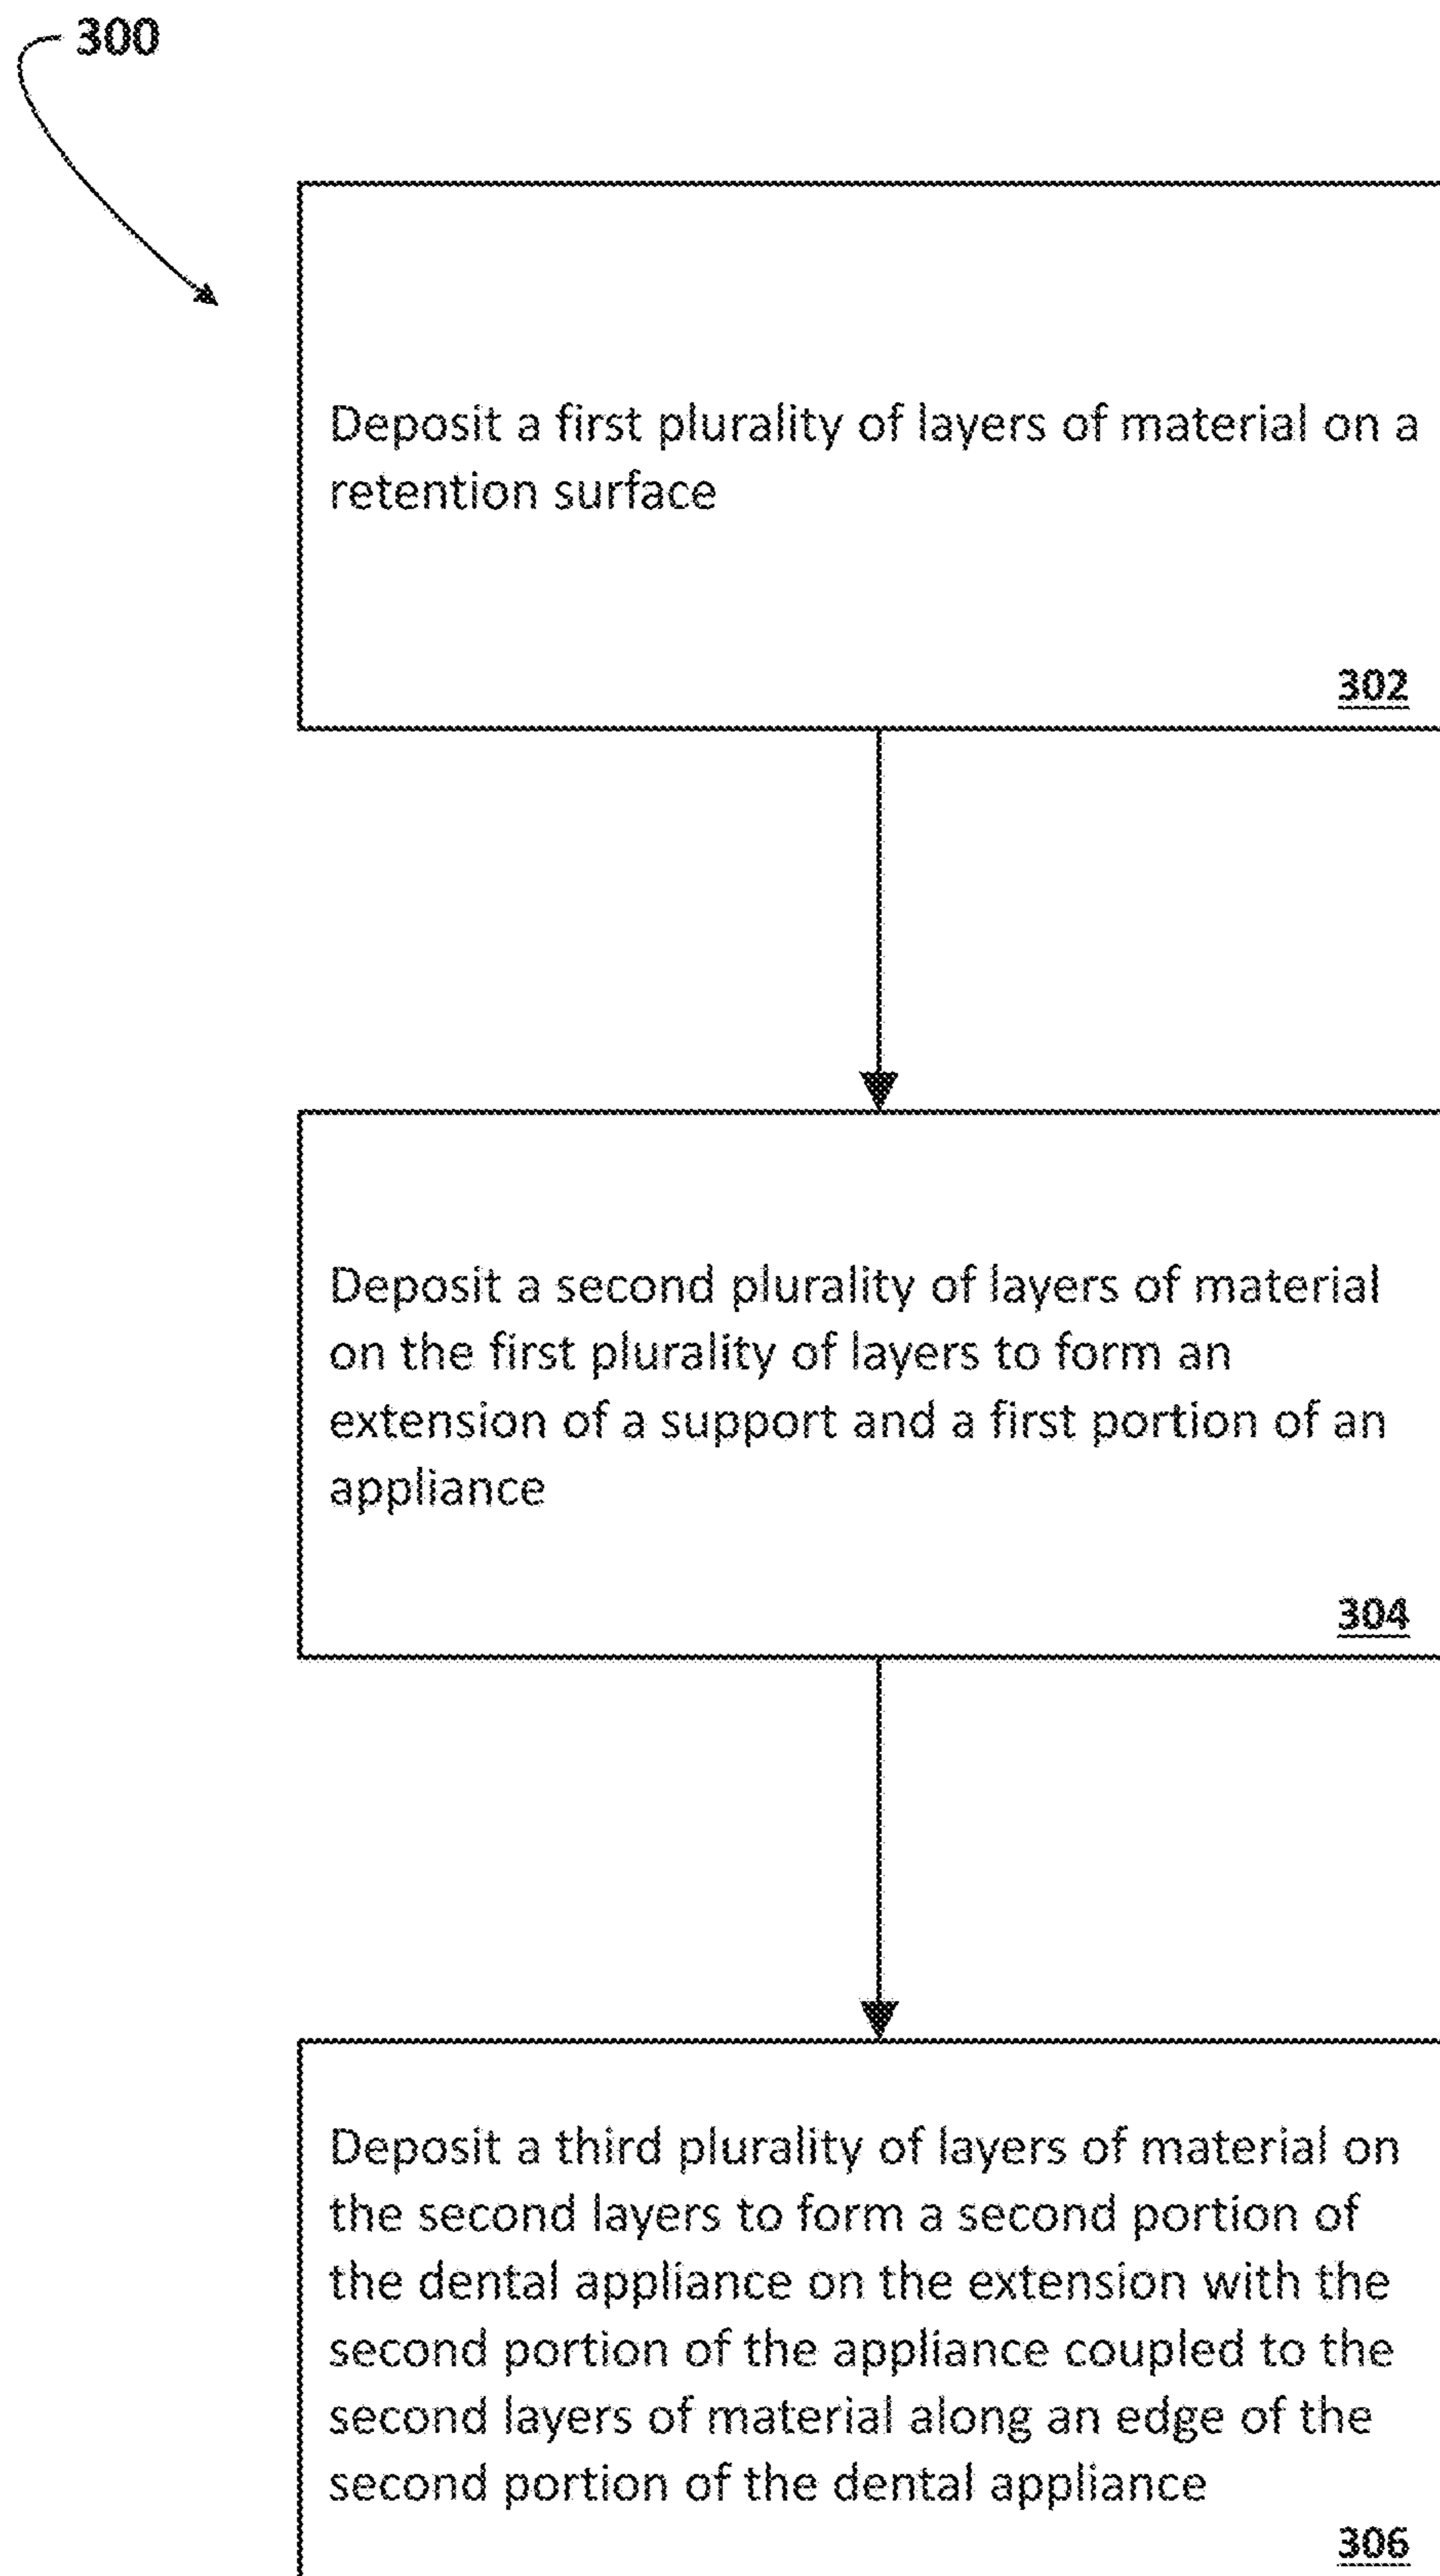 300
Deposit a first plurality of layers of material on a
retention surface
302
Deposit a second plurality of layers of material
on the first plurality of layers to form an
extension of a support and a first portion of an
appliance
304
Deposit a third plurality of layers of material on
the second layers to form a second portion of
the dental appliance on the extension with the
second portion of the appliance coupled to the
second layers of material along an edge of the
second portion of the dental appliance
306